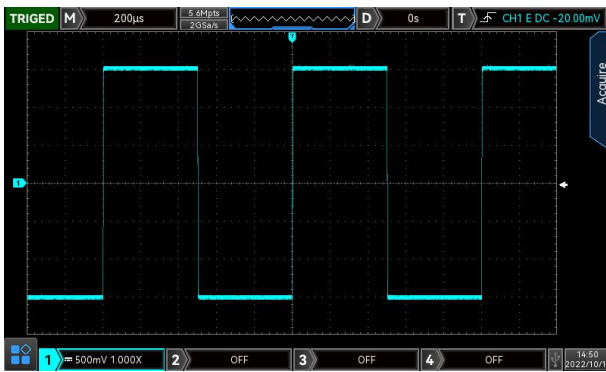 TRIGED M 200μs 5.6Mpts D 0s T CH1 E DC -20.00mV
2GSa/s
T
Acquire
1
1 500mV 1.000X 2 OFF 3 OFF 4 OFF 14:50
2022/10/1